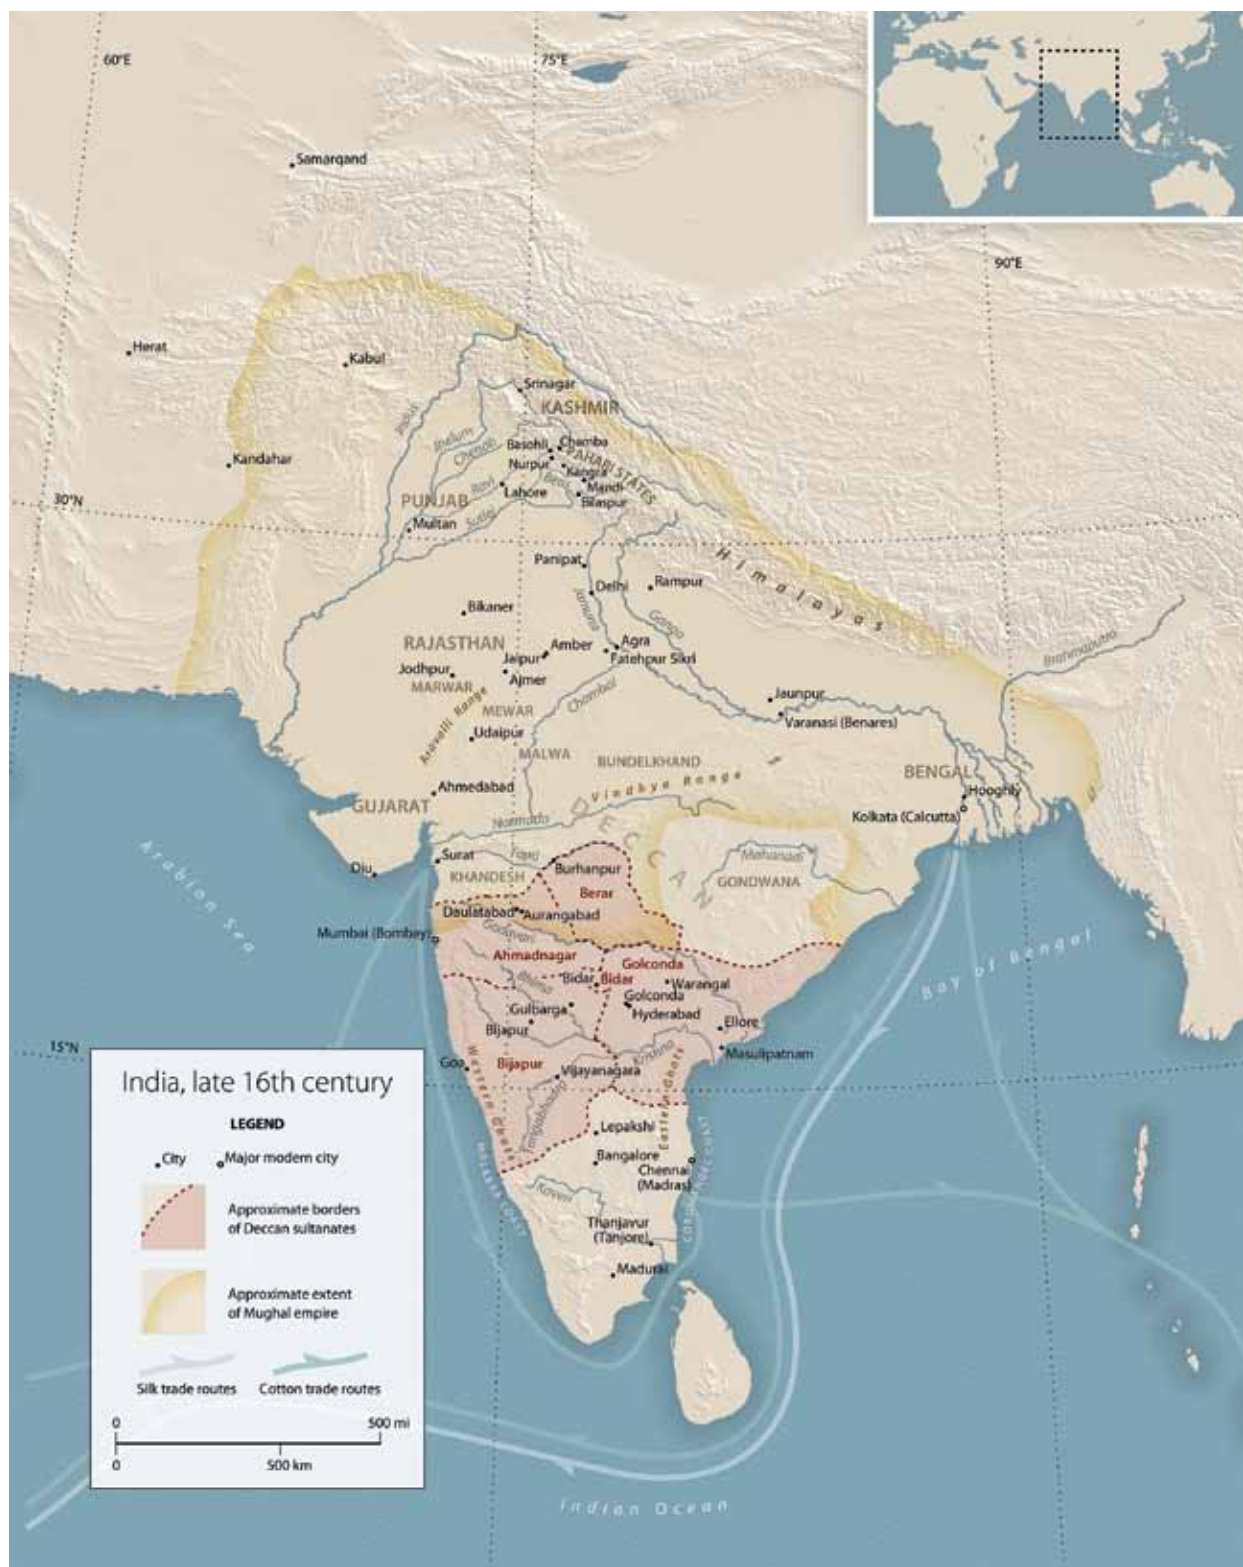 60°E
75°E
Samarqand
90°E
Herat
Kabul
Srinagar
KASHMIR
Indus
Jhelum
Chenab
Basohli
Chamba
PAHARI STATES
Nurpur
Kangra
Kandahar
Ravi
Beas
Mandi
Lahore
Bilaspur
30°N
PUNJAB
Multan
Sutlej
Panipat
Himalayas
Delhi
Rampur
Jamuna
Bikaner
Ganga
RAJASTHAN
Amber
Agra
Jaipur
Fatehpur Sikri
Brahmaputra
Jodhpur
Ajmer
MARWAR
Chambal
Jaunpur
Aravalli Range
MEWAR
Varanasi (Benares)
Udaipur
MALWA
BUNDELKHAND
BENGAL
Vindhya Range
Ahmedabad
Hooghly
GUJARAT
Kolkata (Calcutta)
Narmada
DECCAN
Arabian Sea
Surat
Tapti
Mahanadi
Diu
KHANDESH
Burhanpur
GONDWANA
Berar
Daulatabad
Aurangabad
Mumbai (Bombay)
Godavari
Bay of Bengal
Ahmadnagar
Golconda
Bidar
Bidar
Warangal
Bhima
Golconda
Gulbarga
Hyderabad
Bijapur
Ellore
15°N
Krishna
Masulipatnam
Goa
Bijapur
Vijayanagara
Western Ghats
Eastern Ghats
Tungabhadra
Lepakshi
MALABAR COAST
Bangalore
Chennai
(Madras)
COROMANDEL COAST
Kaveri
Thanjavur
(Tanjore)
Madurai
Indian Ocean
India, late 16th century
LEGEND
City
Major modern city
Approximate borders
of Deccan sultanates
Approximate extent
of Mughal empire
Silk trade routes
Cotton trade routes
0
500 mi
0
500 km